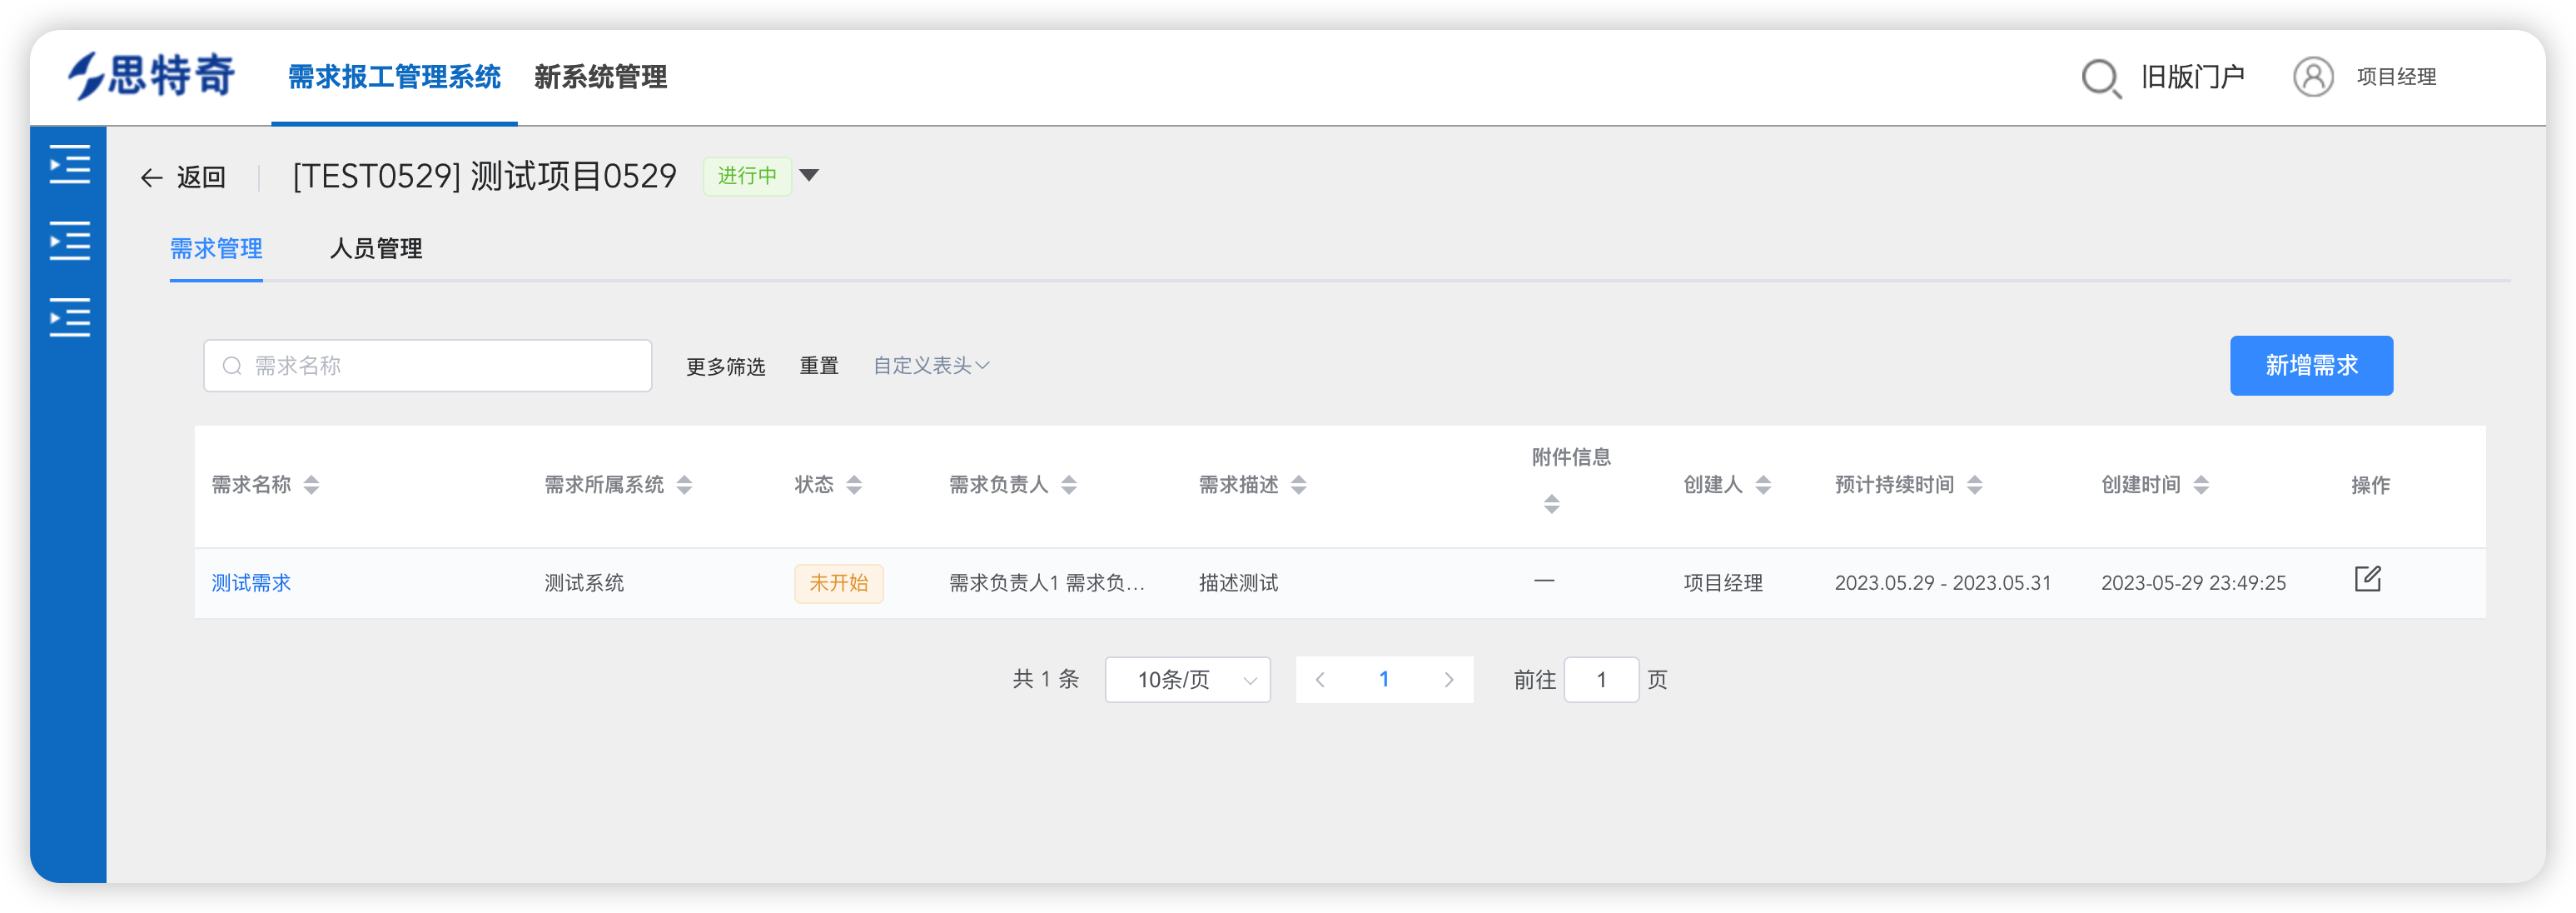 思特奇 需求报工管理系统 新系统管理 旧版门户 项目经理
返回 [TEST0529] 测试项目0529 进行中
需求管理 人员管理
需求名称 更多筛选 重置 自定义表头 新增需求
需求名称 需求所属系统 状态 需求负责人 需求描述 附件信息 创建人 预计持续时间 创建时间 操作
测试需求 测试系统 未开始 需求负责人1 需求负... 描述测试 — 项目经理 2023.05.29 - 2023.05.31 2023-05-29 23:49:25
共 1 条 10条/页 1 前往 1 页